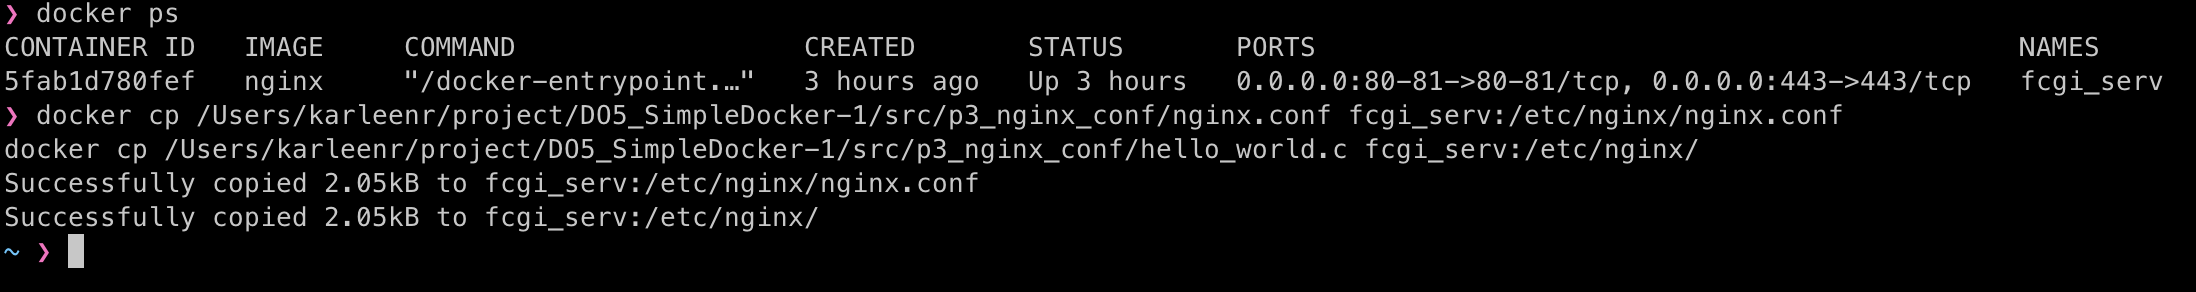 ❯ docker ps
CONTAINER ID   IMAGE     COMMAND                  CREATED       STATUS       PORTS                                            NAMES
5fab1d780fef   nginx     "/docker-entrypoint.…"   3 hours ago   Up 3 hours   0.0.0.0:80-81->80-81/tcp, 0.0.0.0:443->443/tcp   fcgi_serv
❯ docker cp /Users/karleenr/project/DO5_SimpleDocker-1/src/p3_nginx_conf/nginx.conf fcgi_serv:/etc/nginx/nginx.conf
docker cp /Users/karleenr/project/DO5_SimpleDocker-1/src/p3_nginx_conf/hello_world.c fcgi_serv:/etc/nginx/
Successfully copied 2.05kB to fcgi_serv:/etc/nginx/nginx.conf
Successfully copied 2.05kB to fcgi_serv:/etc/nginx/
~ ❯